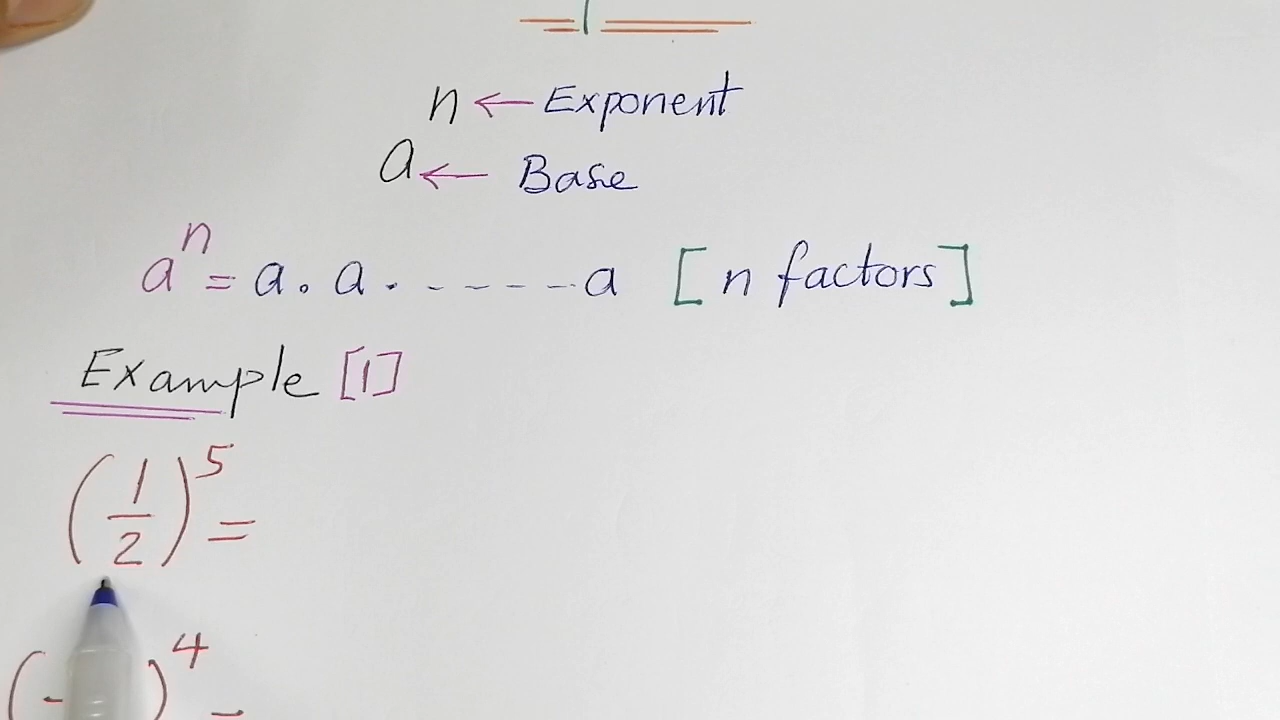 n ← Exponent
a ← Base
aⁿ = a . a . - - - - - a [n factors]
Example [1]
(1/2)⁵ =
(- )⁴ =